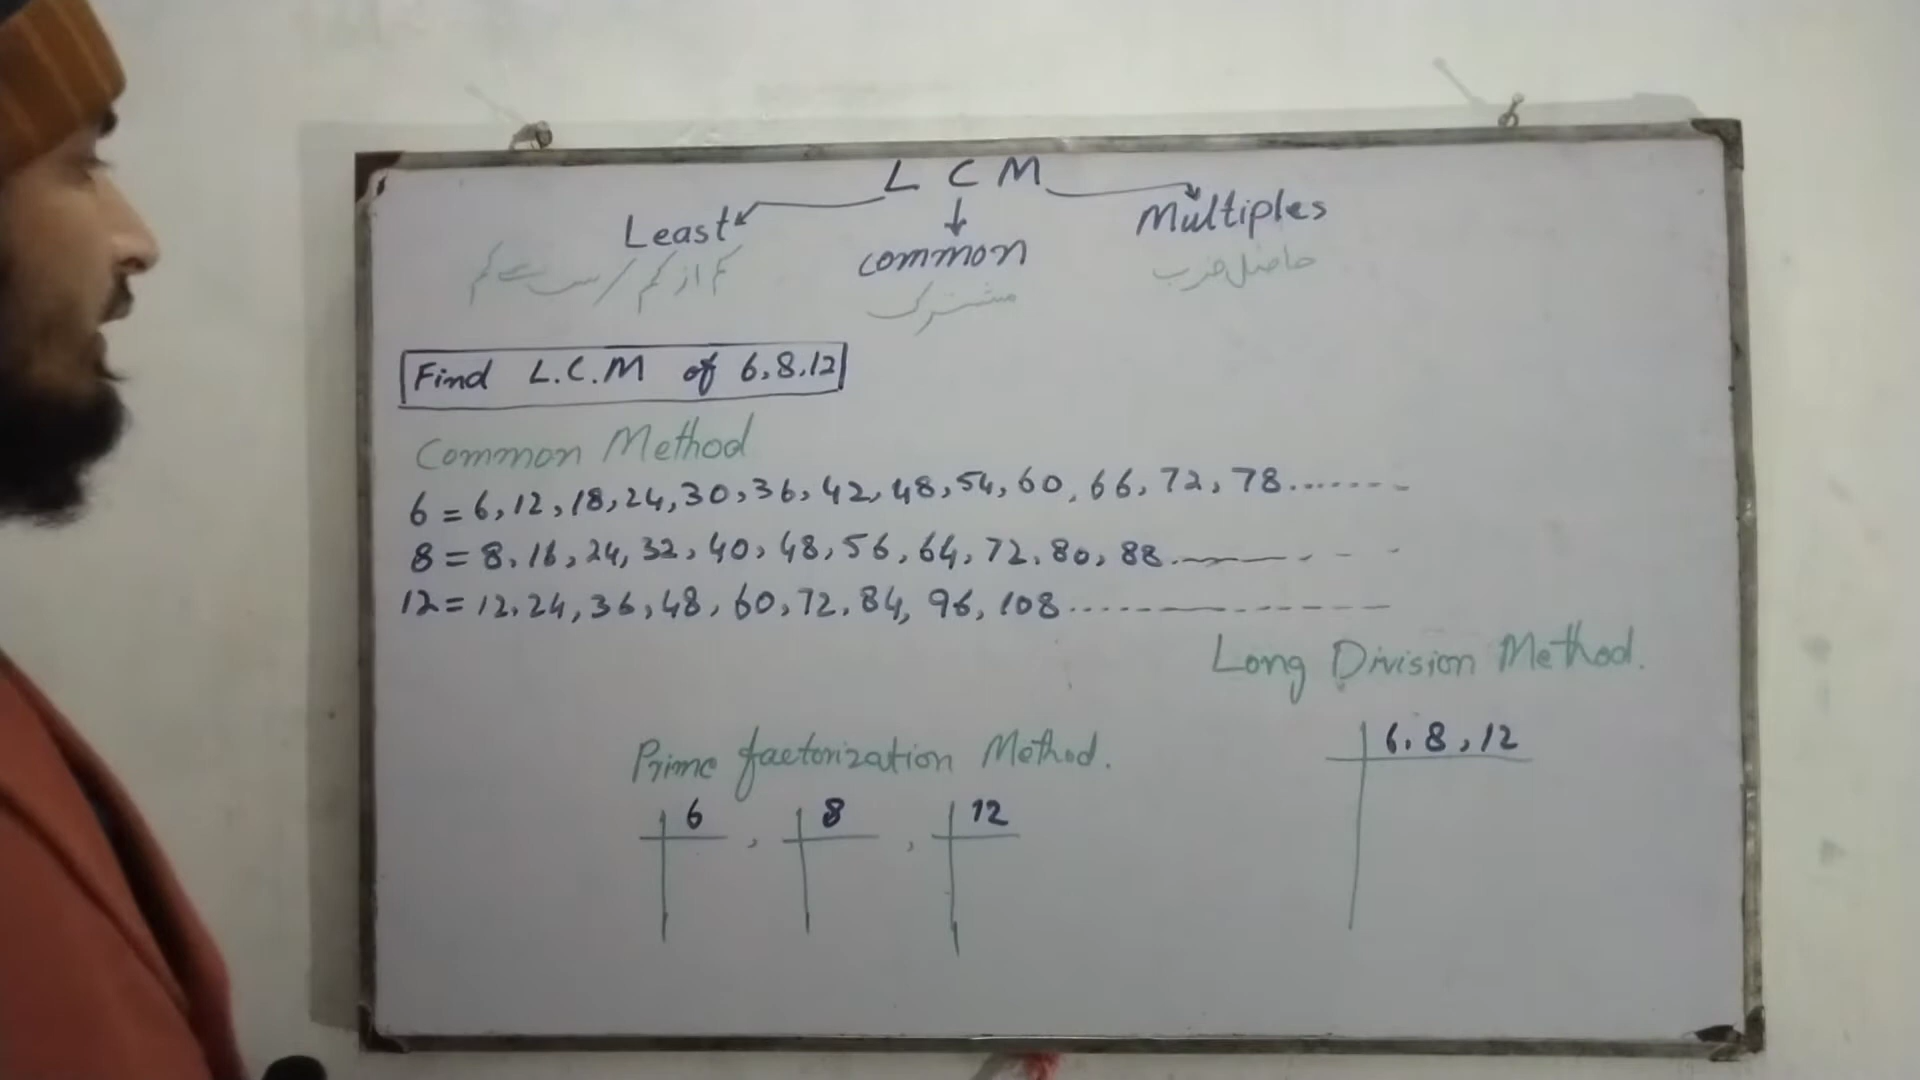 L C M
Least common Multiples
کم از کم / سب سے کم مشترک حاصل ضرب
Find L.C.M of 6,8,12
Common Method
6 = 6, 12, 18, 24, 30, 36, 42, 48, 54, 60, 66, 72, 78.......
8 = 8, 16, 24, 32, 40, 48, 56, 64, 72, 80, 88.
12 = 12, 24, 36, 48, 60, 72, 84, 96, 108.......
Long Division Method.
6, 8, 12
Prime factorization Method.
6 , 8 , 12